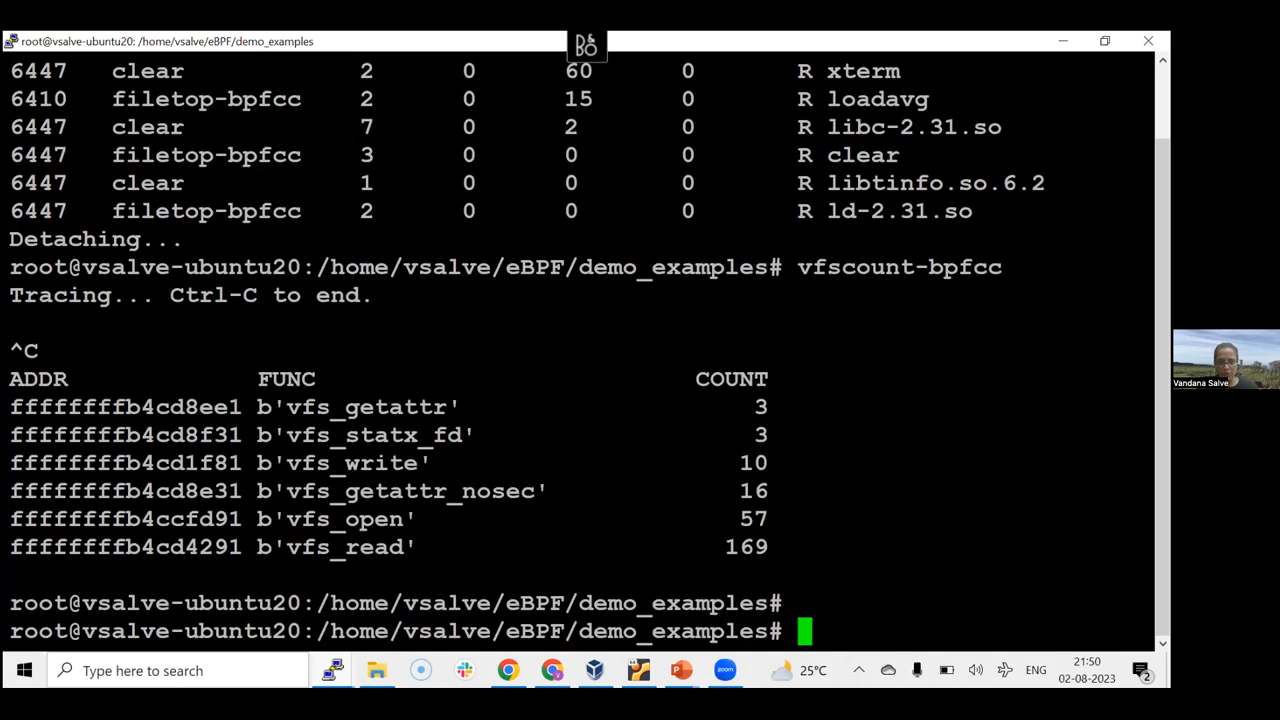 root@vsalve-ubuntu20: /home/vsalve/eBPF/demo_examples
D&
BO
6447 clear 2 0 60 0 R xterm
6410 filetop-bpfcc 2 0 15 0 R loadavg
6447 clear 7 0 2 0 R libc-2.31.so
6447 filetop-bpfcc 3 0 0 0 R clear
6447 clear 1 0 0 0 R libtinfo.so.6.2
6447 filetop-bpfcc 2 0 0 0 R ld-2.31.so
Detaching...
root@vsalve-ubuntu20:/home/vsalve/eBPF/demo_examples# vfscount-bpfcc
Tracing... Ctrl-C to end.
^C
ADDR FUNC COUNT
ffffffffb4cd8ee1 b'vfs_getattr' 3
ffffffffb4cd8f31 b'vfs_statx_fd' 3
ffffffffb4cd1f81 b'vfs_write' 10
ffffffffb4cd8e31 b'vfs_getattr_nosec' 16
ffffffffb4ccfd91 b'vfs_open' 57
ffffffffb4cd4291 b'vfs_read' 169
root@vsalve-ubuntu20:/home/vsalve/eBPF/demo_examples#
root@vsalve-ubuntu20:/home/vsalve/eBPF/demo_examples#
Vandana Salve
Type here to search
25°C
ENG
21:50
02-08-2023
2